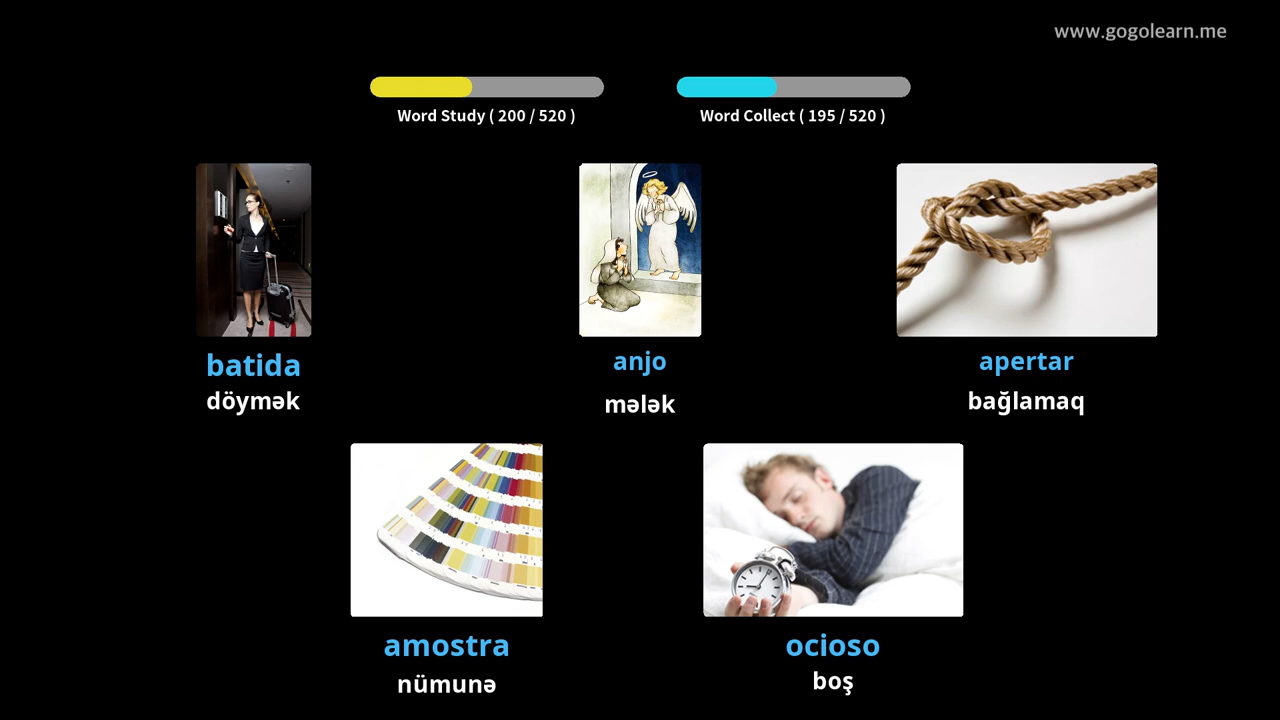 www.gogolearn.me
Word Study ( 200 / 520 )
Word Collect ( 195 / 520 )
batida
döymək
anjo
mələk
apertar
bağlamaq
amostra
nümunə
ocioso
boş